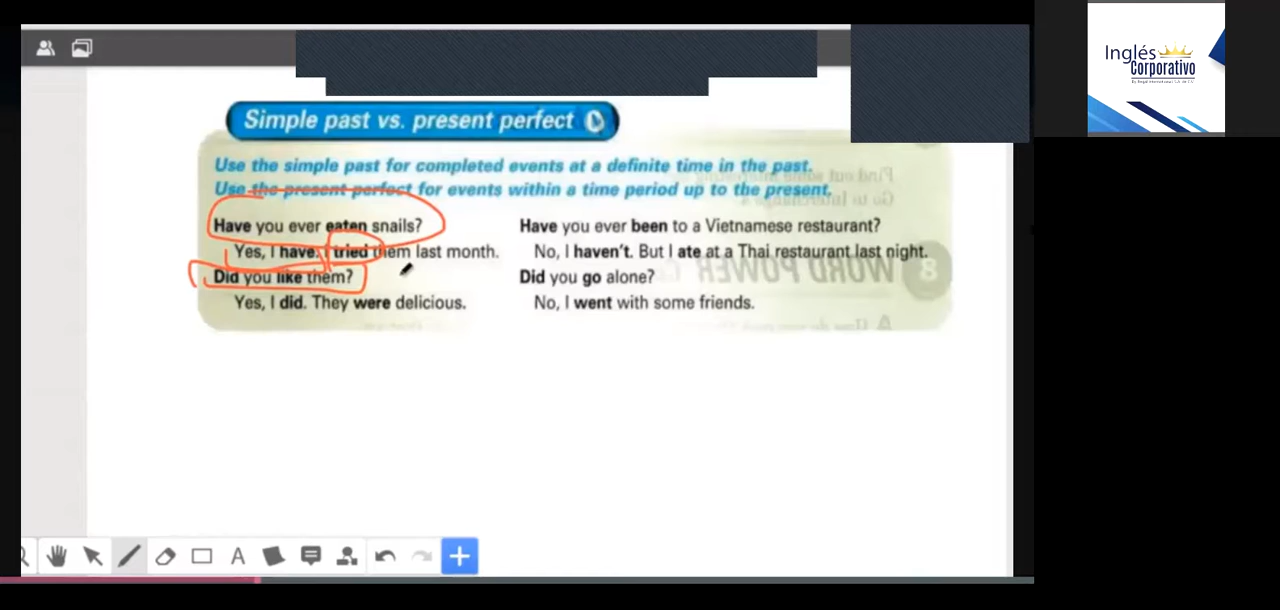 Inglés
Corporativo
Simple past vs. present perfect
Use the simple past for completed events at a definite time in the past.
Use the present perfect for events within a time period up to the present.
Have you ever eaten snails?
Yes, I have. I tried them last month.
Did you like them?
Yes, I did. They were delicious.
Have you ever been to a Vietnamese restaurant?
No, I haven't. But I ate at a Thai restaurant last night.
Did you go alone?
No, I went with some friends.
WORD POWER
8
A